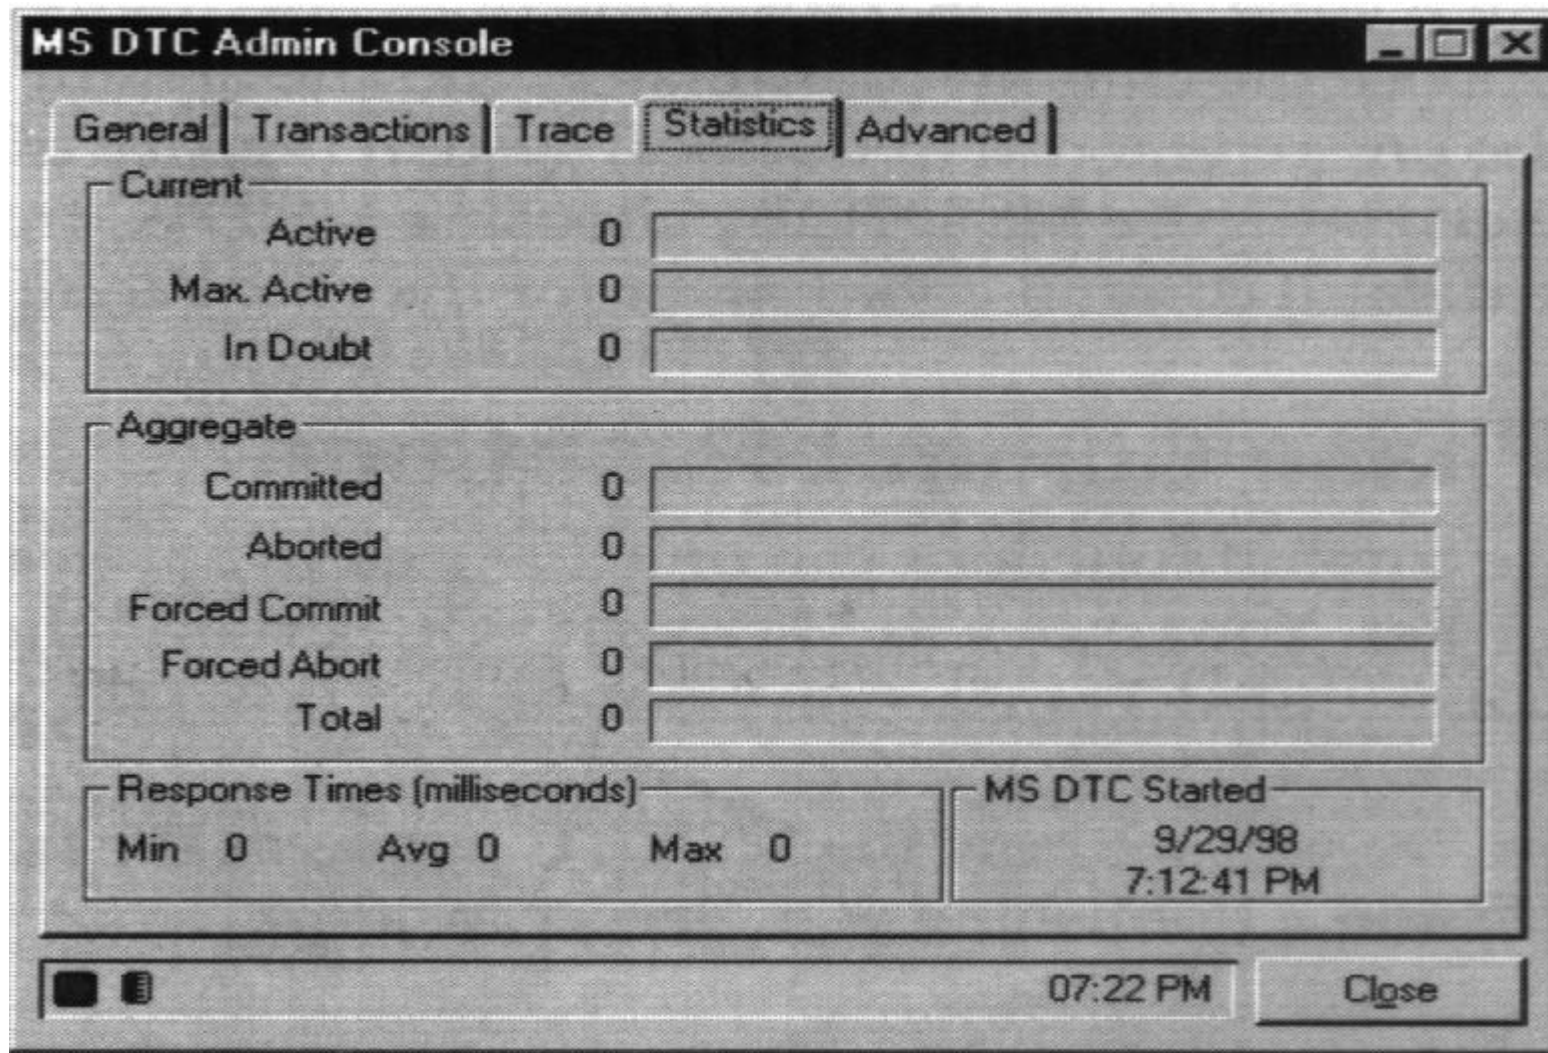 MS DTC Admin Console
General Transactions Trace Statistics Advanced
Current
Active 0
Max. Active 0
In Doubt 0
Aggregate
Committed 0
Aborted 0
Forced Commit 0
Forced Abort 0
Total 0
Response Times (milliseconds)
Min 0 Avg 0 Max 0
MS DTC Started
9/29/98
7:12:41 PM
07:22 PM
Close